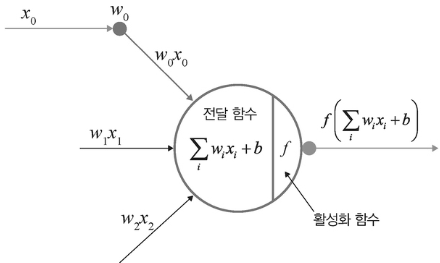 x₀
w₀
w₀x₀
전달 함수
w₁x₁
∑ᵢ wᵢxᵢ + b
f
f(∑ᵢ wᵢxᵢ + b)
w₂x₂
활성화 함수